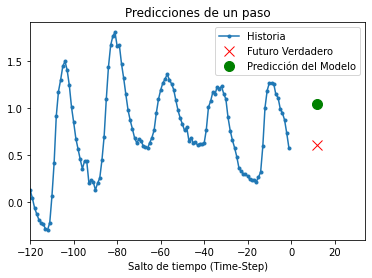 Predicciones de un paso
Historia
Futuro Verdadero
Predicción del Modelo
1.5
1.0
0.5
0.0
−120 −100 −80 −60 −40 −20 0 20
Salto de tiempo (Time-Step)